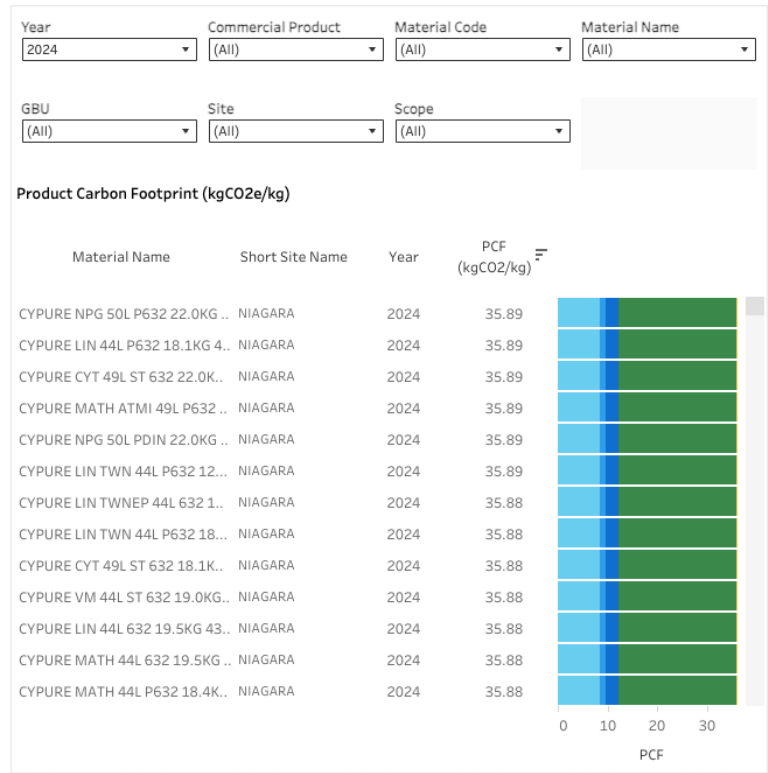 Year Commercial Product Material Code Material Name
2024 (All) (All) (All)
GBU Site Scope
(All) (All) (All)
Product Carbon Footprint (kgCO2e/kg)
Material Name Short Site Name Year PCF (kgCO2/kg)
CYPURE NPG 50L P632 22.0KG .. NIAGARA 2024 35.89
CYPURE LIN 44L P632 18.1KG 4.. NIAGARA 2024 35.89
CYPURE CYT 49L ST 632 22.0K.. NIAGARA 2024 35.89
CYPURE MATH ATMI 49L P632 .. NIAGARA 2024 35.89
CYPURE NPG 50L PDIN 22.0KG .. NIAGARA 2024 35.89
CYPURE LIN TWN 44L P632 12... NIAGARA 2024 35.89
CYPURE LIN TWNEP 44L 632 1.. NIAGARA 2024 35.88
CYPURE LIN TWN 44L P632 18... NIAGARA 2024 35.88
CYPURE CYT 49L ST 632 18.1K.. NIAGARA 2024 35.88
CYPURE VM 44L ST 632 19.0KG.. NIAGARA 2024 35.88
CYPURE LIN 44L 632 19.5KG 43.. NIAGARA 2024 35.88
CYPURE MATH 44L 632 19.5KG .. NIAGARA 2024 35.88
CYPURE MATH 44L P632 18.4K.. NIAGARA 2024 35.88
0 10 20 30
PCF